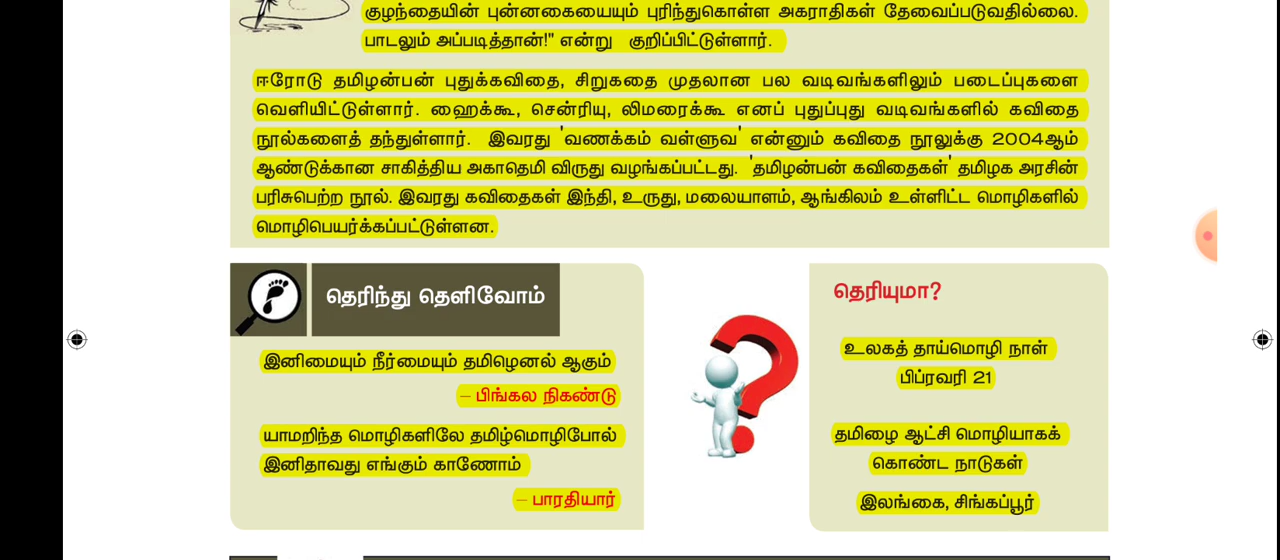 குழந்தையின் புன்னகையையும் புரிந்துகொள்ள அகராதிகள் தேவைப்படுவதில்லை.
பாடலும் அப்படித்தான்!" என்று குறிப்பிட்டுள்ளார்.
ஈரோடு தமிழன்பன் புதுக்கவிதை, சிறுகதை முதலான பல வடிவங்களிலும் படைப்புகளை
வெளியிட்டுள்ளார். ஹைக்கூ, சென்ரியு, லிமரைக்கூ எனப் புதுப்புது வடிவங்களில் கவிதை
நூல்களைத் தந்துள்ளார். இவரது 'வணக்கம் வள்ளுவ' என்னும் கவிதை நூலுக்கு 2004ஆம்
ஆண்டுக்கான சாகித்திய அகாதெமி விருது வழங்கப்பட்டது. 'தமிழன்பன் கவிதைகள்' தமிழக அரசின்
பரிசுபெற்ற நூல். இவரது கவிதைகள் இந்தி, உருது, மலையாளம், ஆங்கிலம் உள்ளிட்ட மொழிகளில்
மொழிபெயர்க்கப்பட்டுள்ளன.
தெரிந்து தெளிவோம்
இனிமையும் நீர்மையும் தமிழெனல் ஆகும்
– பிங்கல நிகண்டு
யாமறிந்த மொழிகளிலே தமிழ்மொழிபோல்
இனிதாவது எங்கும் காணோம்
– பாரதியார்
தெரியுமா?
உலகத் தாய்மொழி நாள்
பிப்ரவரி 21
தமிழை ஆட்சி மொழியாகக்
கொண்ட நாடுகள்
இலங்கை, சிங்கப்பூர்